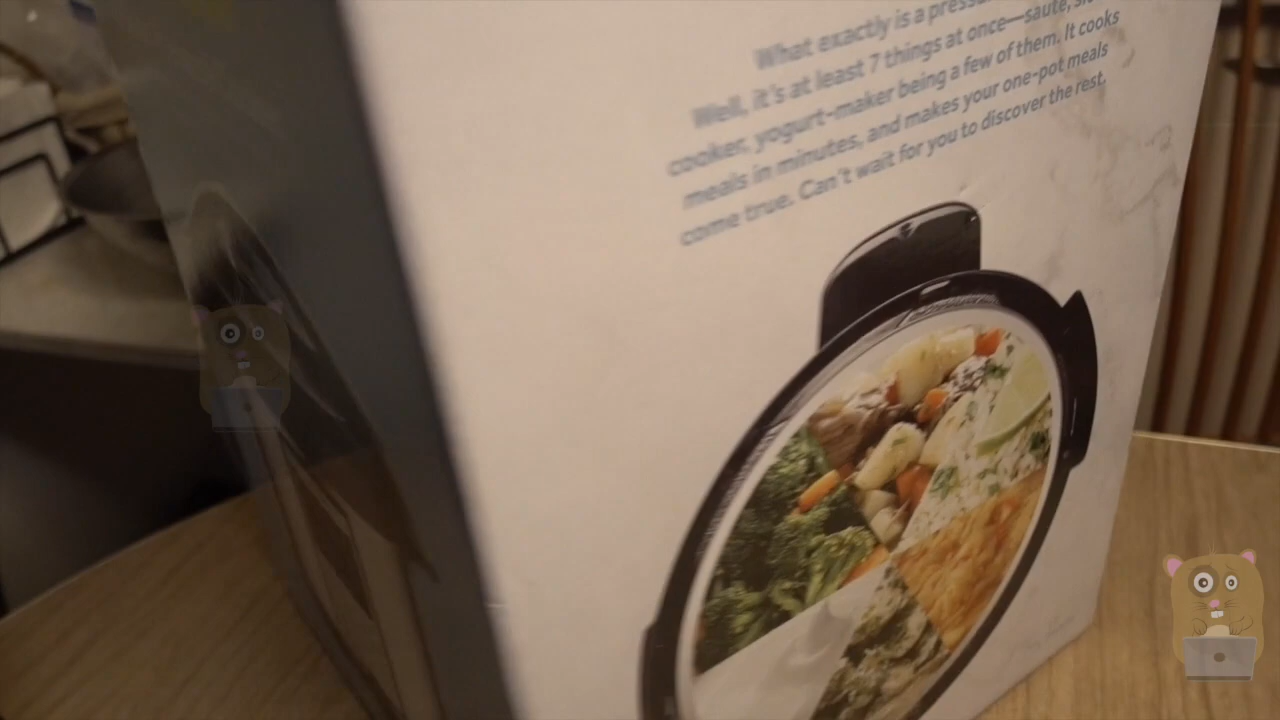 What exactly is a
Well, it's at least 7 things at once—sauté,
cooker, yogurt-maker being a few of them. It cooks
meals in minutes, and makes your one-pot meals
come true. Can't wait for you to discover the rest.